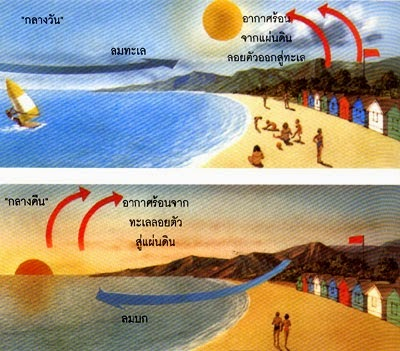 "กลางวัน"
ลมทะเล
อากาศร้อน
จากแผ่นดิน
ลอยตัวออกสู่ทะเล
"กลางคืน"
อากาศร้อนจาก
ทะเลลอยตัว
สู่แผ่นดิน
ลมบก